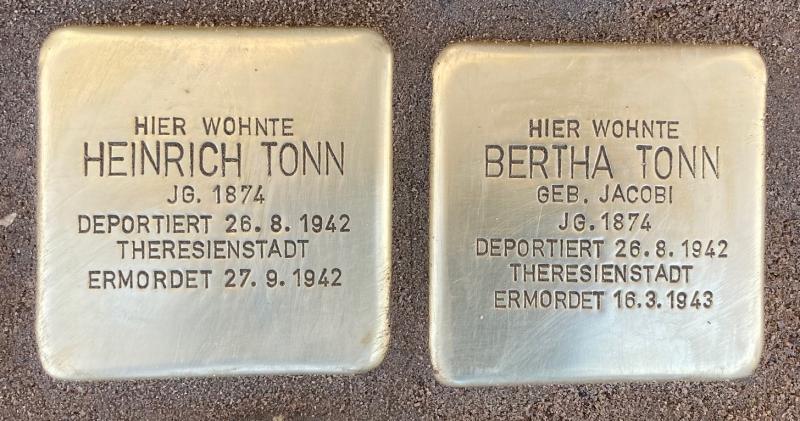 HIER WOHNTE
HEINRICH TONN
JG. 1874
DEPORTIERT 26.8.1942
THERESIENSTADT
ERMORDET 27.9.1942
HIER WOHNTE
BERTHA TONN
GEB. JACOBI
JG. 1874
DEPORTIERT 26.8.1942
THERESIENSTADT
ERMORDET 16.3.1943